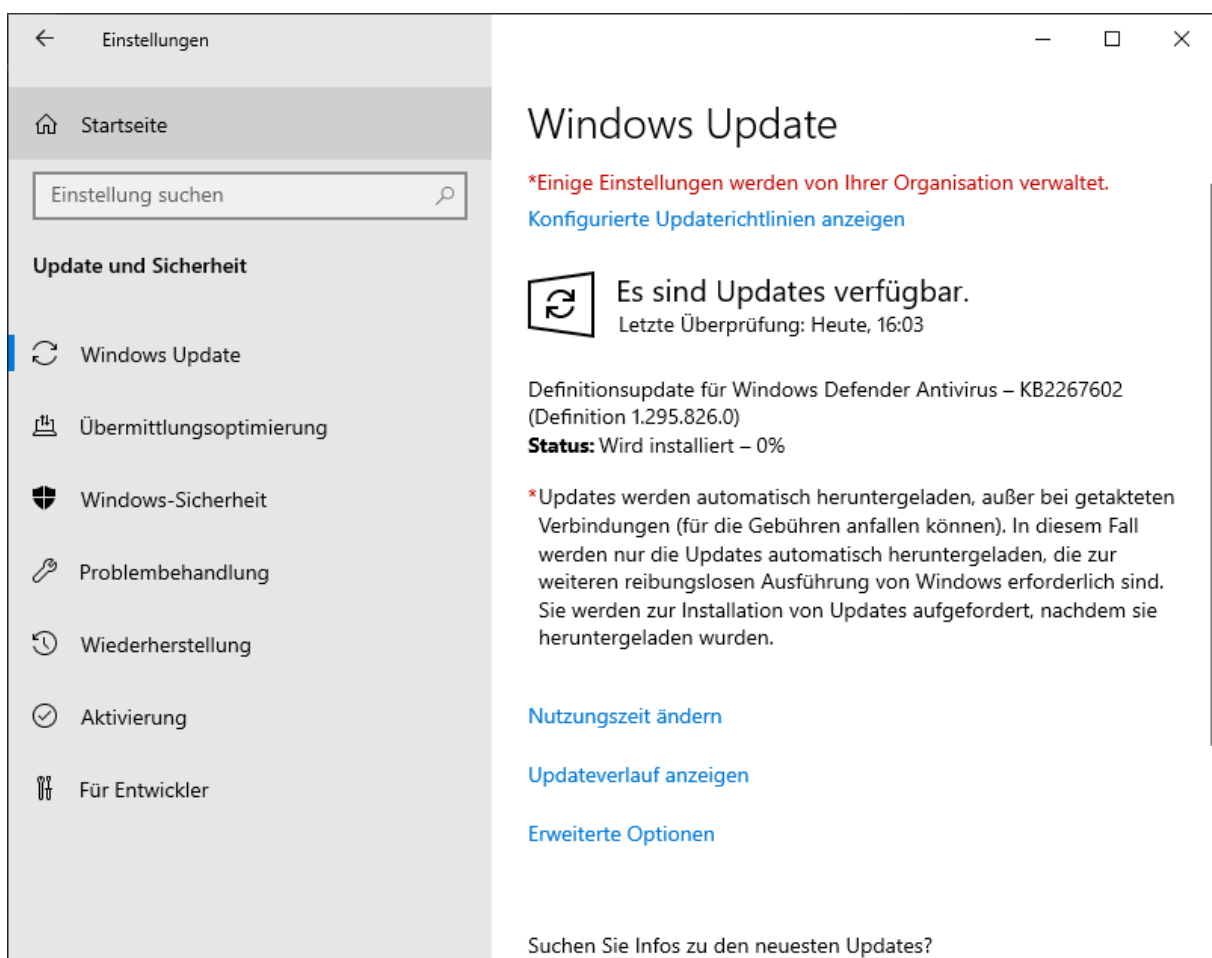 Einstellungen
Startseite
Einstellung suchen
Update und Sicherheit
Windows Update
Übermittlungsoptimierung
Windows-Sicherheit
Problembehandlung
Wiederherstellung
Aktivierung
Für Entwickler
Windows Update
*Einige Einstellungen werden von Ihrer Organisation verwaltet.
Konfigurierte Updaterichtlinien anzeigen
Es sind Updates verfügbar.
Letzte Überprüfung: Heute, 16:03
Definitionsupdate für Windows Defender Antivirus – KB2267602
(Definition 1.295.826.0)
Status: Wird installiert – 0%
*Updates werden automatisch heruntergeladen, außer bei getakteten
Verbindungen (für die Gebühren anfallen können). In diesem Fall
werden nur die Updates automatisch heruntergeladen, die zur
weiteren reibungslosen Ausführung von Windows erforderlich sind.
Sie werden zur Installation von Updates aufgefordert, nachdem sie
heruntergeladen wurden.
Nutzungszeit ändern
Updateverlauf anzeigen
Erweiterte Optionen
Suchen Sie Infos zu den neuesten Updates?